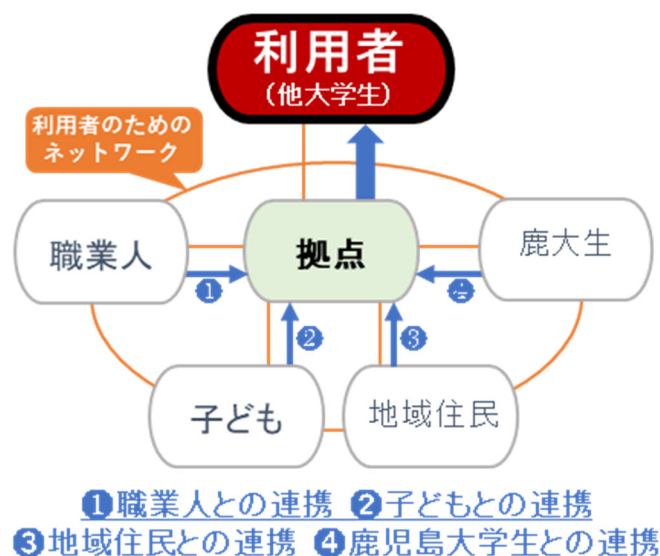 利用者
(他大学生)
利用者のための
ネットワーク
職業人
拠点
鹿大生
❶
❷
❸
子ども
地域住民
❶職業人との連携 ❷子どもとの連携
❸地域住民との連携 ❹鹿児島大学生との連携